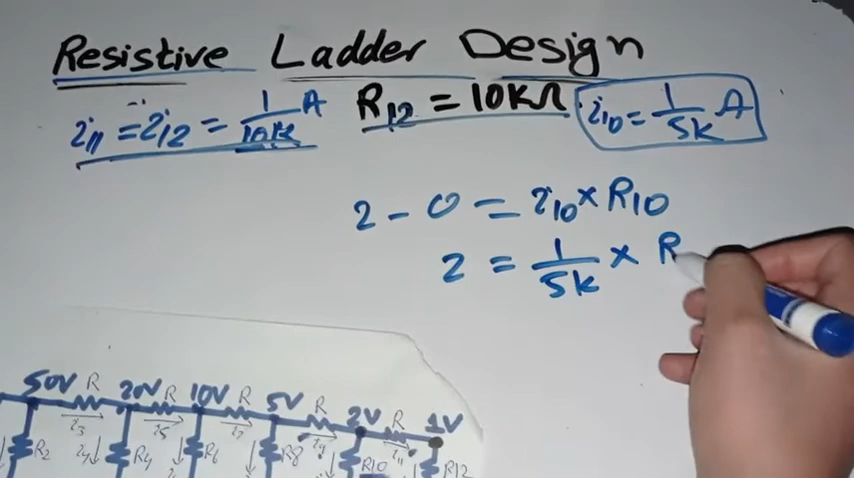 Resistive Ladder Design
i11 = i12 = 1/10k A
R12 = 10KΩ
i10 = 1/5k A
2 - 0 = i10 × R10
2 = 1/5k × R
50V R 20V R 10V R 5V R 2V R 1V
i3 i5 i7 i9 i11
R2 i4 R4 R6 R8 R10 R12